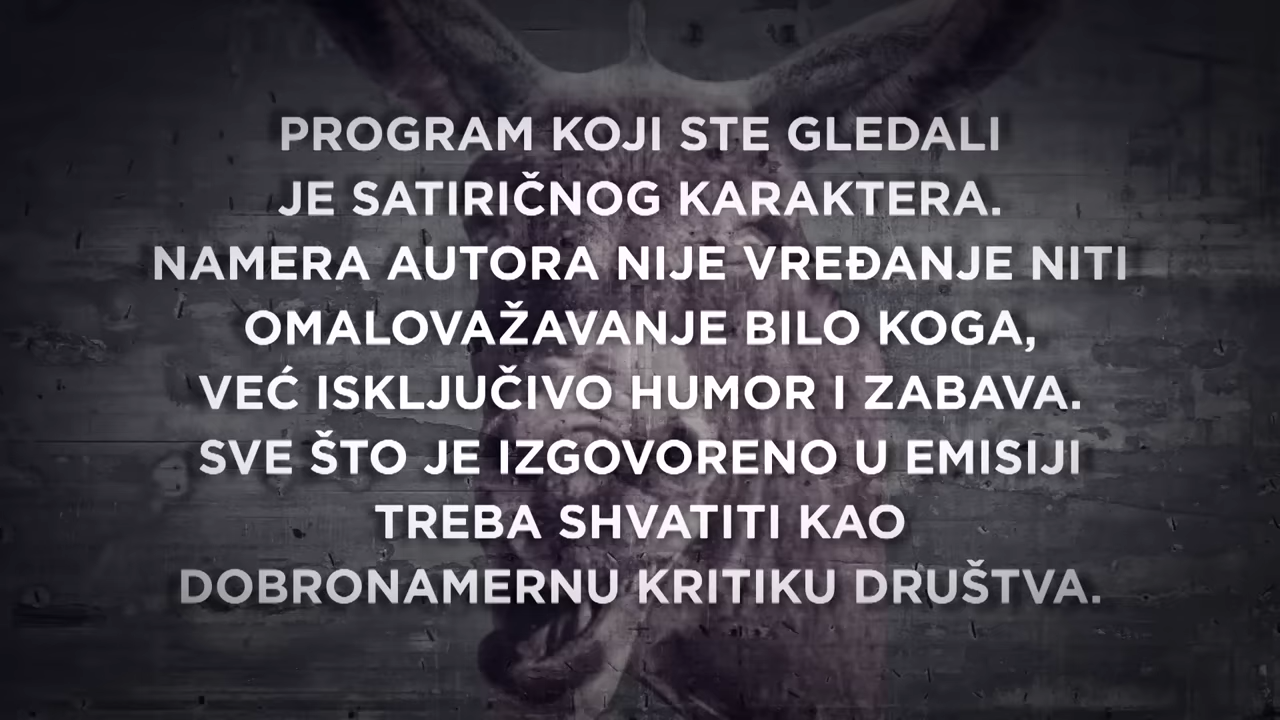 PROGRAM KOJI STE GLEDALI
JE SATIRIČNOG KARAKTERA.
NAMERA AUTORA NIJE VREĐANJE NITI
OMALOVAŽAVANJE BILO KOGA,
VEĆ ISKLJUČIVO HUMOR I ZABAVA.
SVE ŠTO JE IZGOVORENO U EMISIJI
TREBA SHVATITI KAO
DOBRONAMERNU KRITIKU DRUŠTVA.